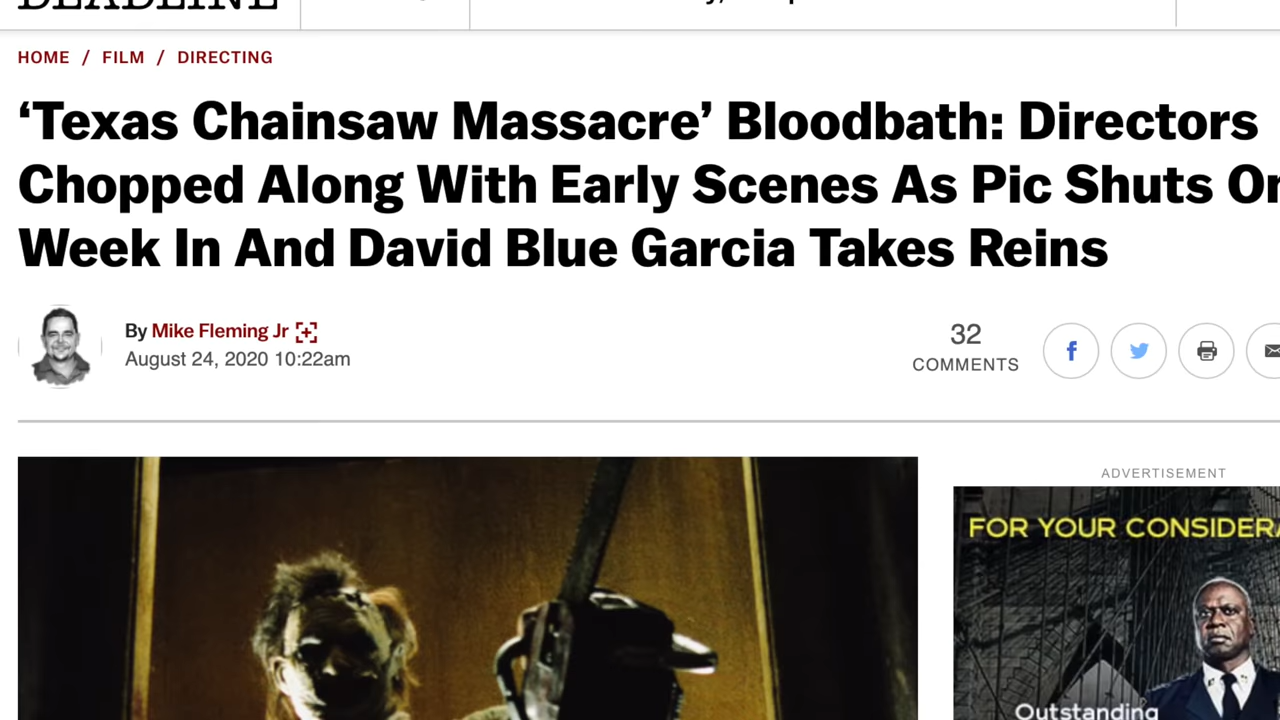 DEADLINE
HOME / FILM / DIRECTING
‘Texas Chainsaw Massacre’ Bloodbath: Directors
Chopped Along With Early Scenes As Pic Shuts
Week In And David Blue Garcia Takes Reins
By Mike Fleming Jr
August 24, 2020 10:22am
32
COMMENTS
ADVERTISEMENT
FOR YOUR
Outstanding